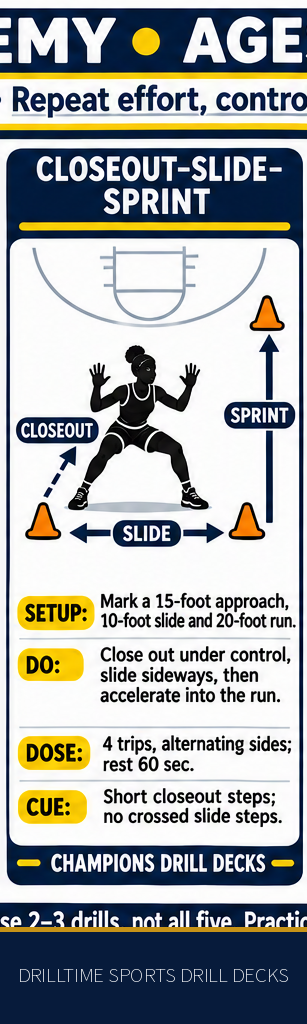 EMY • AGE
Repeat effort, contro
CLOSEOUT–SLIDE–
SPRINT
SPRINT
CLOSEOUT
SLIDE
SETUP: Mark a 15-foot approach,
10-foot slide and 20-foot run.
DO: Close out under control,
slide sideways, then
accelerate into the run.
DOSE: 4 trips, alternating sides;
rest 60 sec.
CUE: Short closeout steps;
no crossed slide steps.
CHAMPIONS DRILL DECKS
se 2–3 drills, not all five. Practic
DRILLTIME SPORTS DRILL DECKS